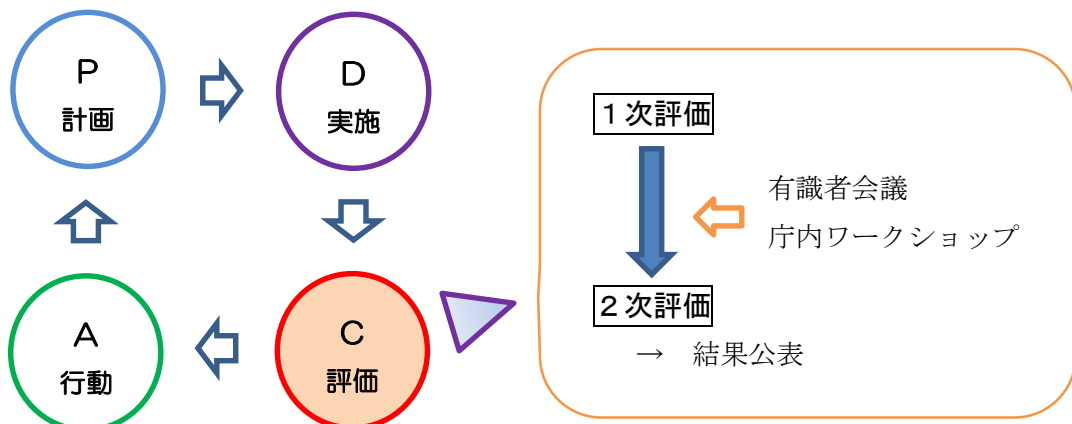 P
計画
D
実施
C
評価
A
行動
１次評価
有識者会議
庁内ワークショップ
２次評価
→　結果公表